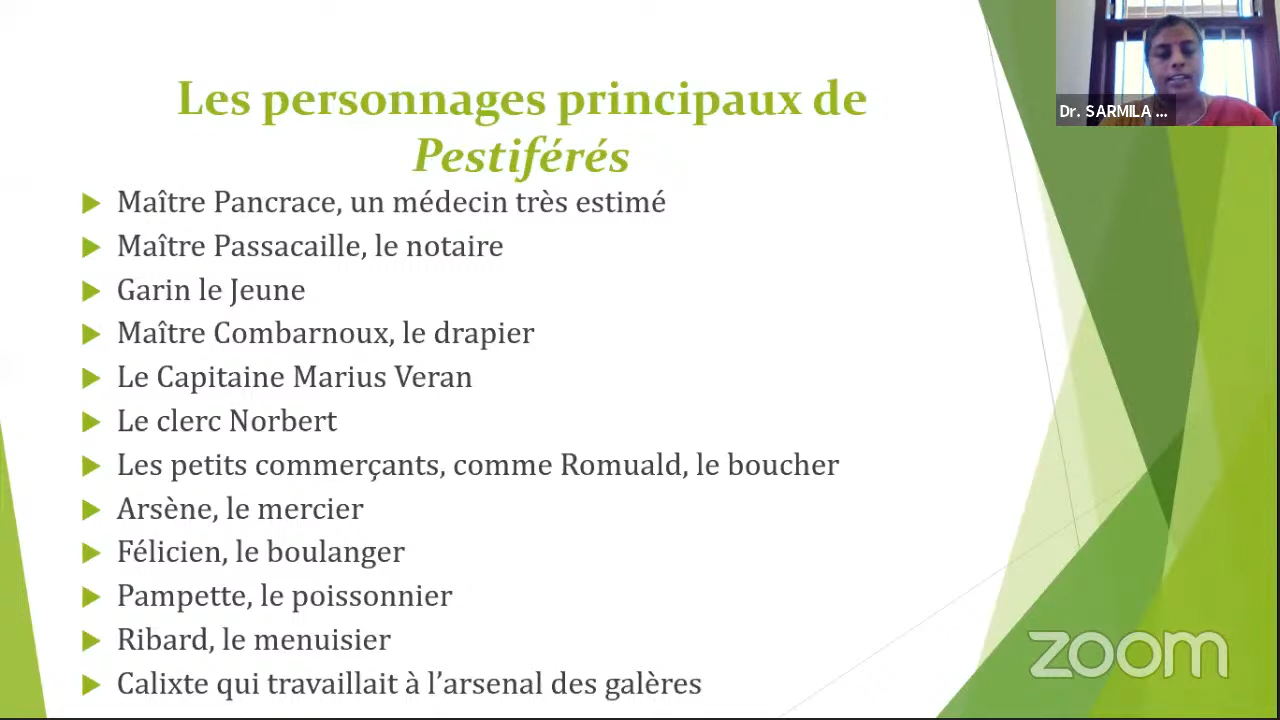 Les personnages principaux de
Pestiférés
Maître Pancrace, un médecin très estimé
Maître Passacaille, le notaire
Garin le Jeune
Maître Combarnoux, le drapier
Le Capitaine Marius Veran
Le clerc Norbert
Les petits commerçants, comme Romuald, le boucher
Arsène, le mercier
Félicien, le boulanger
Pampette, le poissonnier
Ribard, le menuisier
Calixte qui travaillait à l’arsenal des galères
Dr. SARMILA ...
zoom